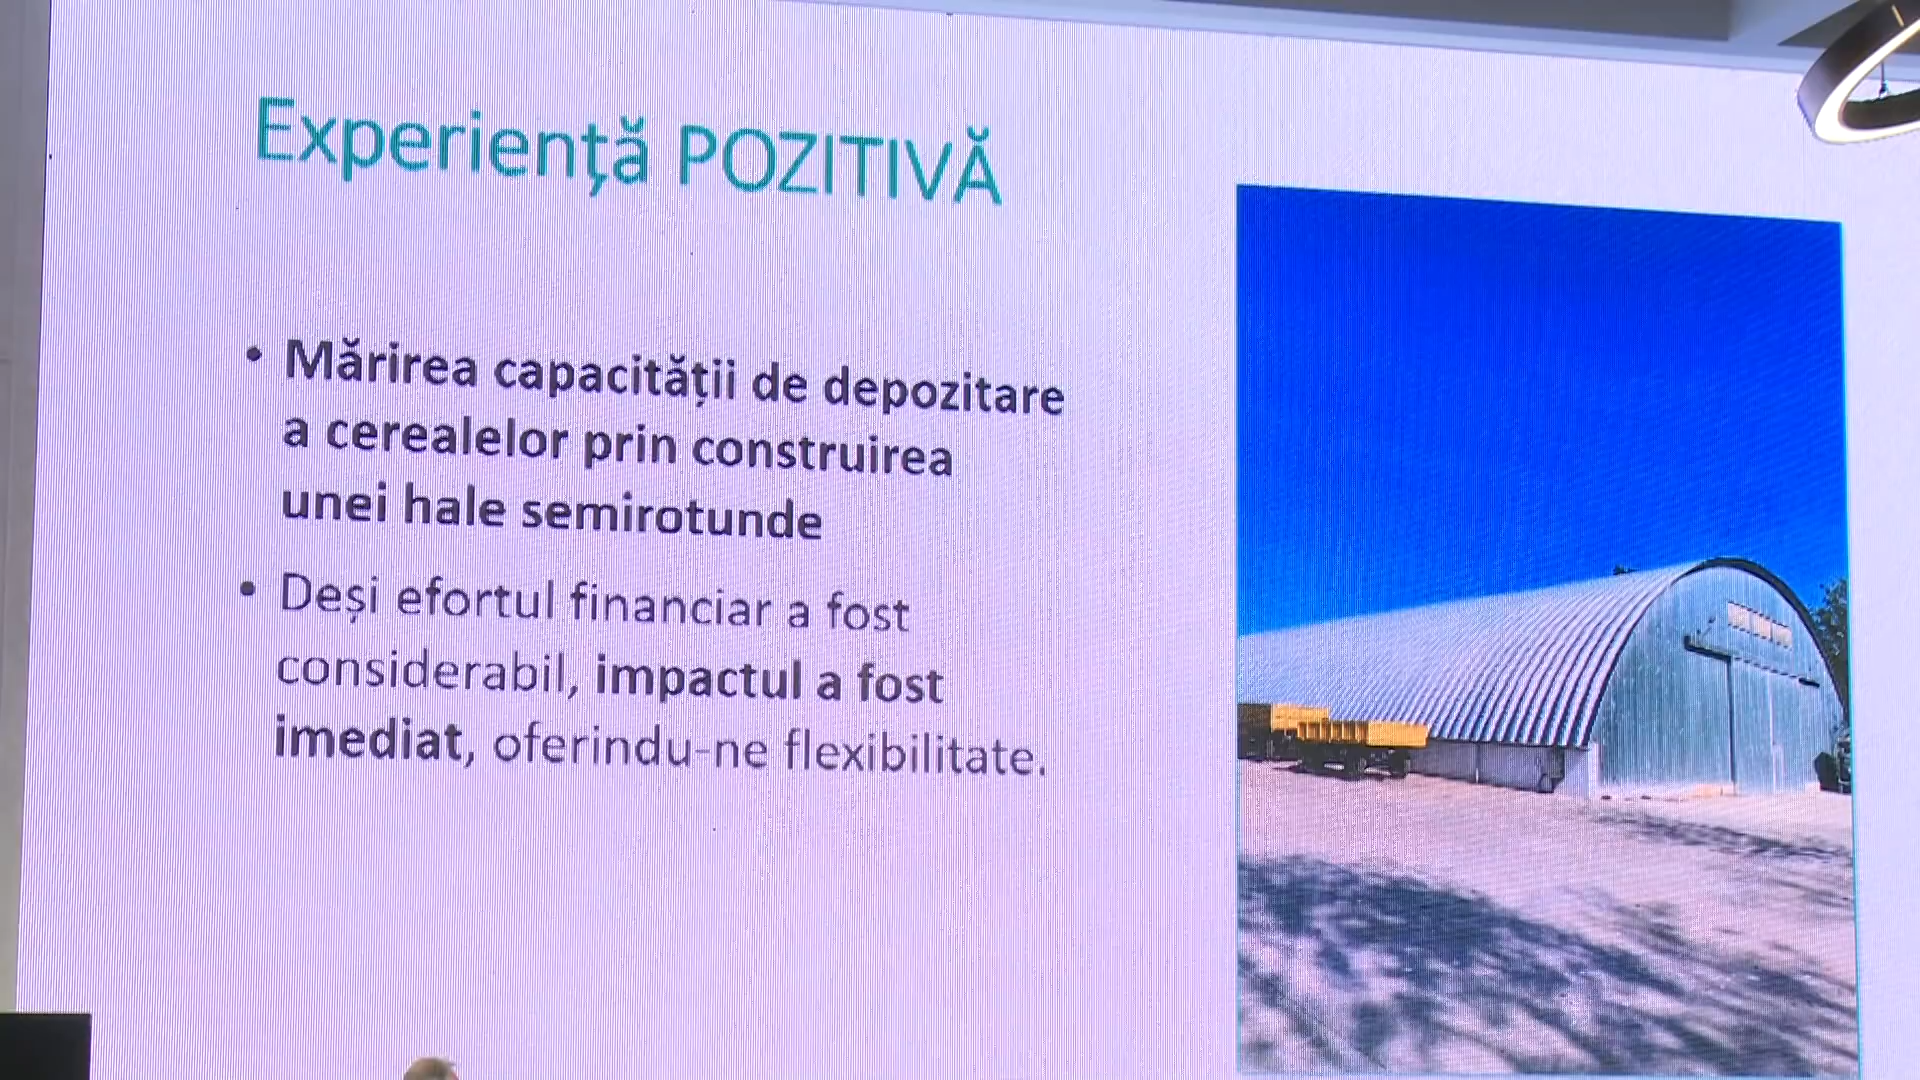 Experiență POZITIVĂ
• Mărirea capacității de depozitare
a cerealelor prin construirea
unei hale semirotunde
• Deși efortul financiar a fost
considerabil, impactul a fost
imediat, oferindu-ne flexibilitate.